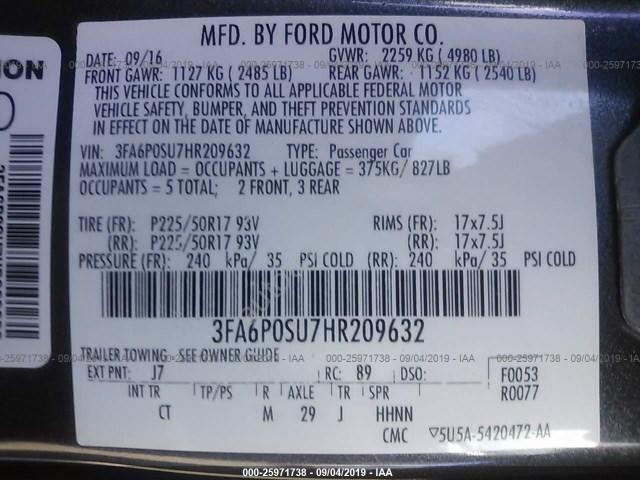 MFD. BY FORD MOTOR CO.
DATE: 09/16 GVWR: 2259 KG ( 4980 LB)
FRONT GAWR: 1127 KG ( 2485 LB) REAR GAWR: 1152 KG ( 2540 LB)
THIS VEHICLE CONFORMS TO ALL APPLICABLE FEDERAL MOTOR
VEHICLE SAFETY, BUMPER, AND THEFT PREVENTION STANDARDS
IN EFFECT ON THE DATE OF MANUFACTURE SHOWN ABOVE.
VIN: 3FA6P0SU7HR209632 TYPE: Passenger Car
MAXIMUM LOAD = OCCUPANTS + LUGGAGE = 375KG/ 827LB
OCCUPANTS = 5 TOTAL; 2 FRONT, 3 REAR
TIRE (FR): P225/50R17 93V RIMS (FR): 17x7.5J
(RR): P225/50R17 93V (RR): 17x7.5J
PRESSURE (FR): 240 kPa/ 35 PSI COLD (RR): 240 kPa/ 35 PSI COLD
3FA6P0SU7HR209632
TRAILER TOWING - SEE OWNER GUIDE
EXT PNT: J7 RC: 89 DSO: F0053
R0077
INT TR TP/PS R AXLE TR SPR
CT M 29 J HHNN
CMC ▽5U5A-5420472-AA
000-25971738 - 09/04/2019 - IAA